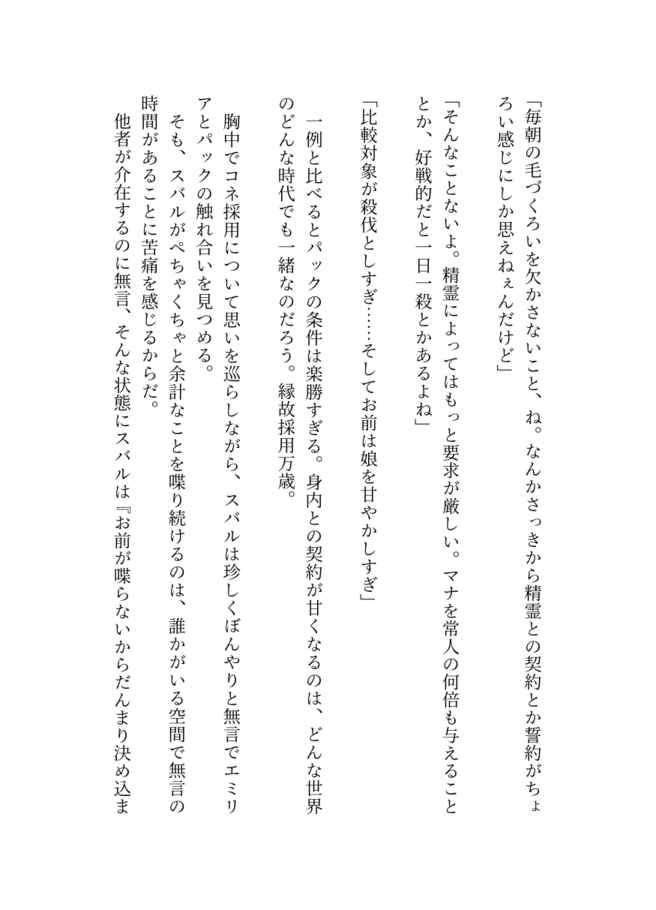 「毎朝の毛づくろいを欠かさないこと、ね。なんかさっきから精霊との契約とか誓約がちょ
ろい感じにしか思えねぇんだけど」
「そんなことないよ。精霊によってはもっと要求が厳しい。マナを常人の何倍も与えること
とか、好戦的だと一日一殺とかあるよね」
「比較対象が殺伐としすぎ……そしてお前は娘を甘やかしすぎ」
一例と比べるとパックの条件は楽勝すぎる。身内との契約が甘くなるのは、どんな世界
のどんな時代でも一緒なのだろう。縁故採用万歳。
胸中でコネ採用について思いを巡らしながら、スバルは珍しくぼんやりと無言でエミリ
アとパックの触れ合いを見つめる。
そも、スバルがぺちゃくちゃと余計なことを喋り続けるのは、誰かがいる空間で無言の
時間があることに苦痛を感じるからだ。
他者が介在するのに無言、そんな状態にスバルは『お前が喋らないからだんまり決め込ま